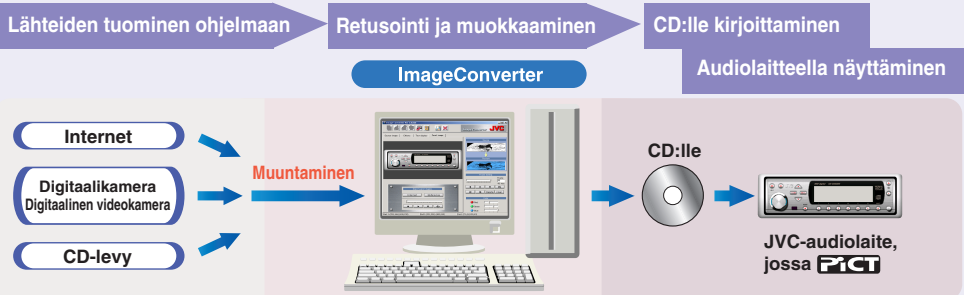 Lähteiden tuominen ohjelmaan
Retusointi ja muokkaaminen
CD:lle kirjoittaminen
Audiolaitteella näyttäminen
ImageConverter
Internet
Digitaalikamera
Digitaalinen videokamera
CD-levy
Muuntaminen
JVC
CD:lle
JVC-audiolaite,
jossa PiCT